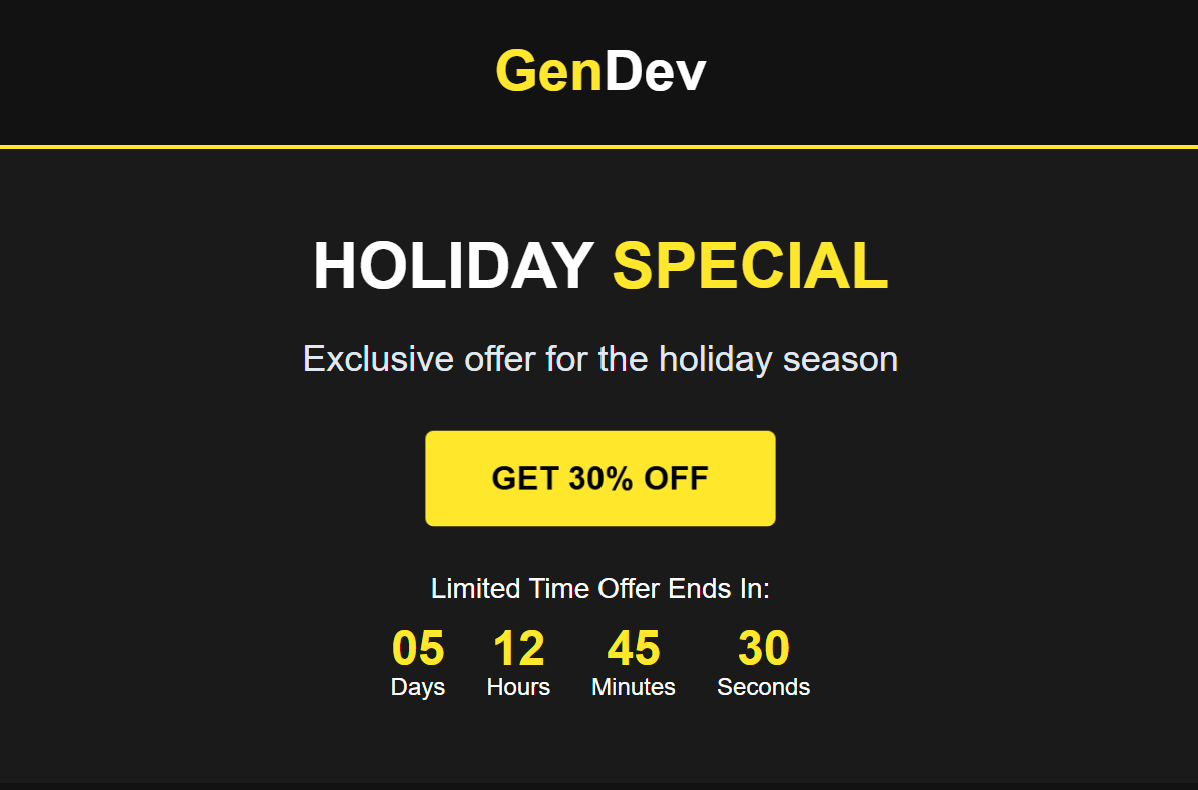 GenDev
HOLIDAY SPECIAL
Exclusive offer for the holiday season
GET 30% OFF
Limited Time Offer Ends In:
05 12 45 30
Days Hours Minutes Seconds